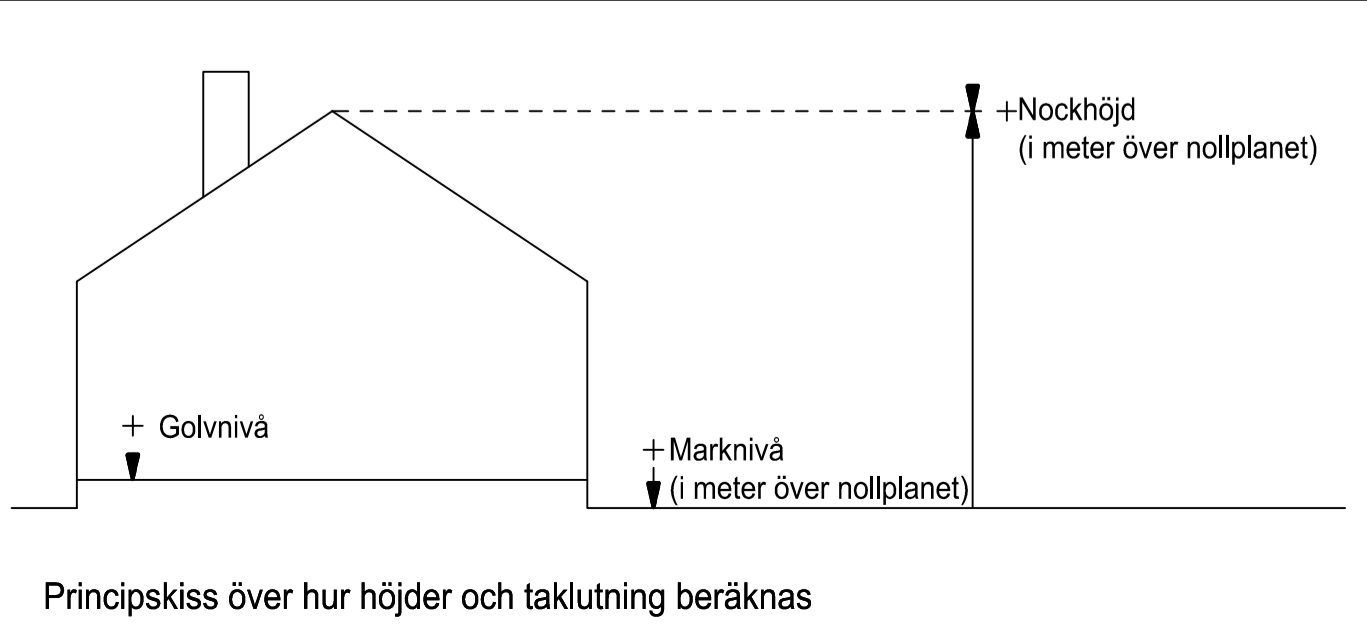 +Nockhöjd
(i meter över nollplanet)
+ Golvnivå
+Marknivå
(i meter över nollplanet)
Principskiss över hur höjder och taklutning beräknas